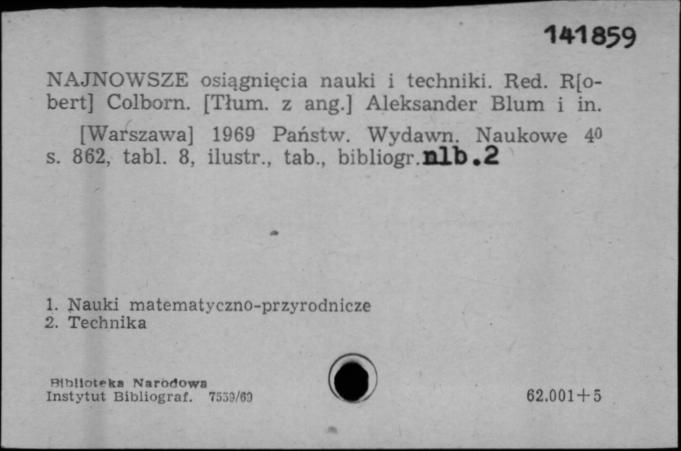 141859
NAJNOWSZE osiągnięcia nauki i techniki. Red. R[o-
bert] Colborn. [Tłum. z ang.] Aleksander Blum i in.
[Warszawa] 1969 Państw. Wydawn. Naukowe 4⁰
s. 862, tabl. 8, ilustr., tab., bibliogr. nlb.2
1. Nauki matematyczno-przyrodnicze
2. Technika
Biblioteka Narodowa
Instytut Bibliograf. 7559/69
62.001+5